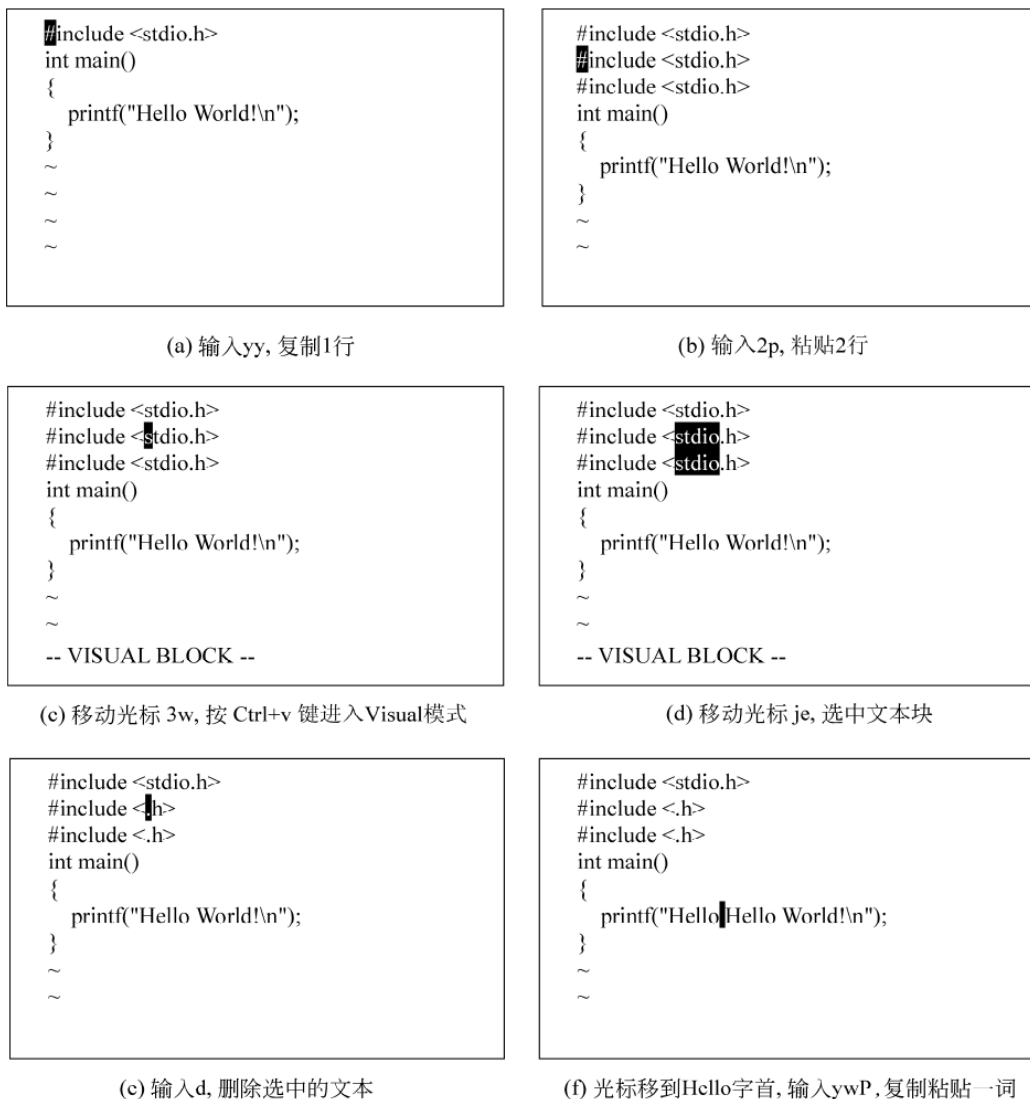 #include <stdio.h>
int main()
{
printf("Hello World!\n");
}
~
~
~
~
(a) 输入yy, 复制1行
#include <stdio.h>
#include <stdio.h>
#include <stdio.h>
int main()
{
printf("Hello World!\n");
}
~
~
(b) 输入2p, 粘贴2行
#include <stdio.h>
#include <stdio.h>
#include <stdio.h>
int main()
{
printf("Hello World!\n");
}
~
~
-- VISUAL BLOCK --
(c) 移动光标 3w, 按 Ctrl+v 键进入Visual模式
#include <stdio.h>
#include <stdio.h>
#include <stdio.h>
int main()
{
printf("Hello World!\n");
}
~
~
-- VISUAL BLOCK --
(d) 移动光标 je, 选中文本块
#include <stdio.h>
#include <.h>
#include <.h>
int main()
{
printf("Hello World!\n");
}
~
~
(e) 输入d, 删除选中的文本
#include <stdio.h>
#include <.h>
#include <.h>
int main()
{
printf("Hello Hello World!\n");
}
~
~
(f) 光标移到Hello字首, 输入ywP, 复制粘贴一词